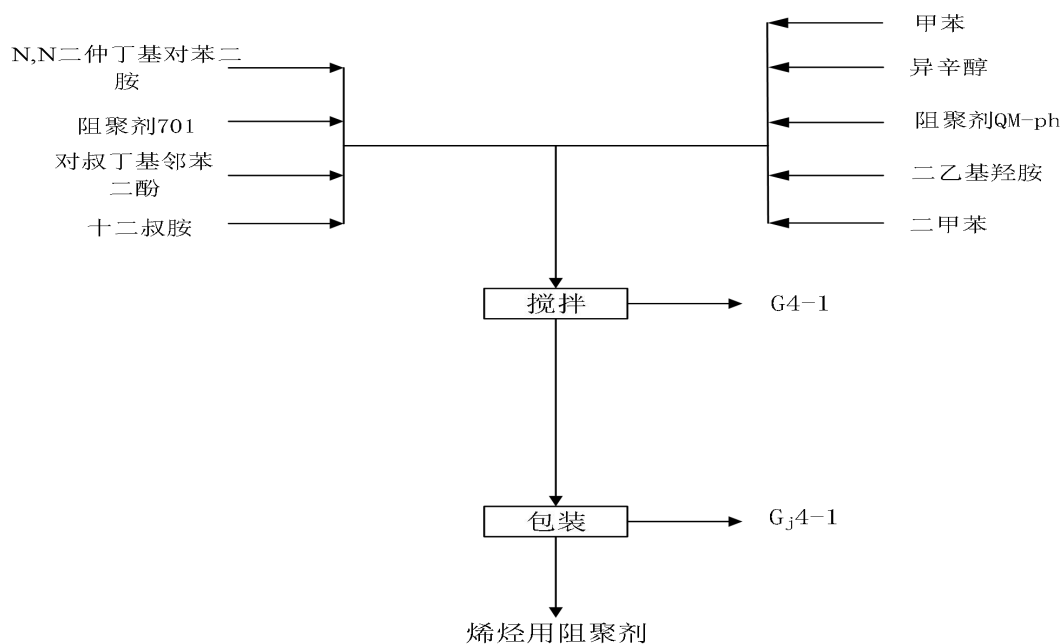 N,N二仲丁基对苯二
胺
阻聚剂701
对叔丁基邻苯
二酚
十二叔胺
甲苯
异辛醇
阻聚剂QM-ph
二乙基羟胺
二甲苯
搅拌
G4-1
包装
Gj4-1
烯烃用阻聚剂